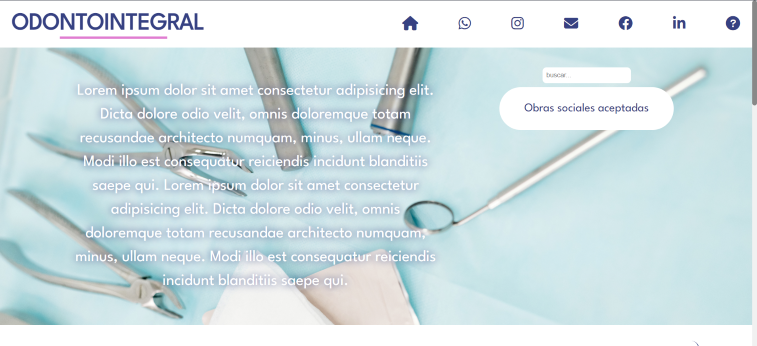 ODONTOINTEGRAL
buscar...
Obras sociales aceptadas
Lorem ipsum dolor sit amet consectetur adipisicing elit.
Dicta dolore odio velit, omnis doloremque totam
recusandae architecto numquam, minus, ullam neque.
Modi illo est consequatur reiciendis incidunt blanditiis
saepe qui. Lorem ipsum dolor sit amet consectetur
adipisicing elit. Dicta dolore odio velit, omnis
doloremque totam recusandae architecto numquam,
minus, ullam neque. Modi illo est consequatur reiciendis
incidunt blanditiis saepe qui.